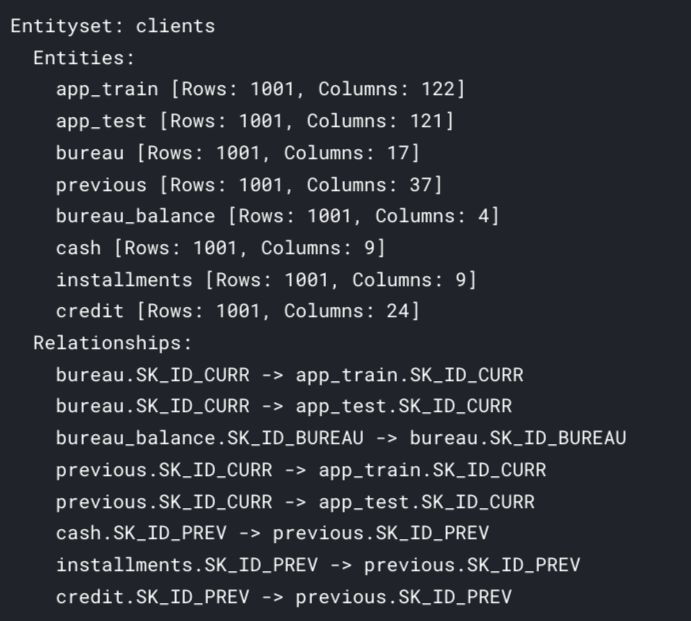 Entityset: clients
Entities:
app_train [Rows: 1001, Columns: 122]
app_test [Rows: 1001, Columns: 121]
bureau [Rows: 1001, Columns: 17]
previous [Rows: 1001, Columns: 37]
bureau_balance [Rows: 1001, Columns: 4]
cash [Rows: 1001, Columns: 9]
installments [Rows: 1001, Columns: 9]
credit [Rows: 1001, Columns: 24]
Relationships:
bureau.SK_ID_CURR -> app_train.SK_ID_CURR
bureau.SK_ID_CURR -> app_test.SK_ID_CURR
bureau_balance.SK_ID_BUREAU -> bureau.SK_ID_BUREAU
previous.SK_ID_CURR -> app_train.SK_ID_CURR
previous.SK_ID_CURR -> app_test.SK_ID_CURR
cash.SK_ID_PREV -> previous.SK_ID_PREV
installments.SK_ID_PREV -> previous.SK_ID_PREV
credit.SK_ID_PREV -> previous.SK_ID_PREV